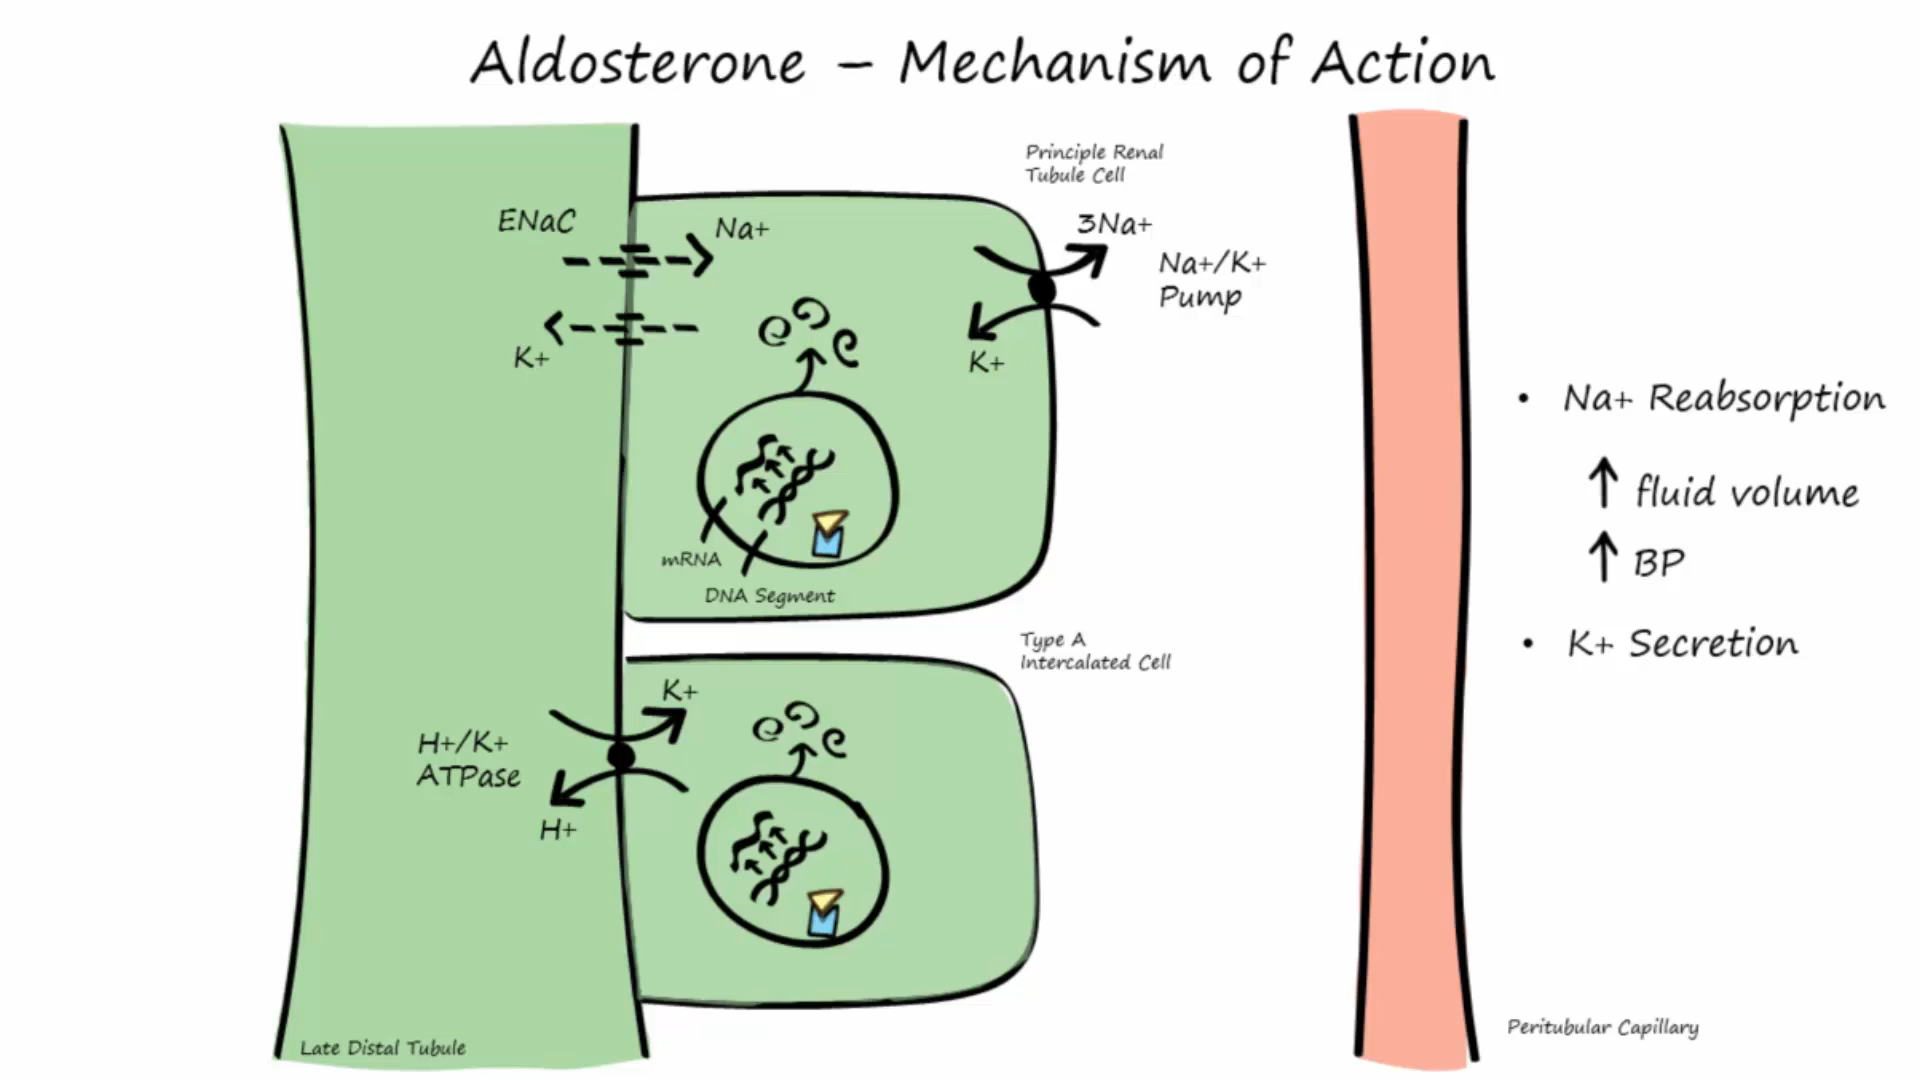 Aldosterone – Mechanism of Action
Principle Renal
Tubule Cell
ENaC
Na+
3Na+
Na+/K+
Pump
K+
K+
mRNA
DNA Segment
Type A
Intercalated Cell
K+
H+/K+
ATPase
H+
Late Distal Tubule
• Na+ Reabsorption
↑ fluid volume
↑ BP
• K+ Secretion
Peritubular Capillary